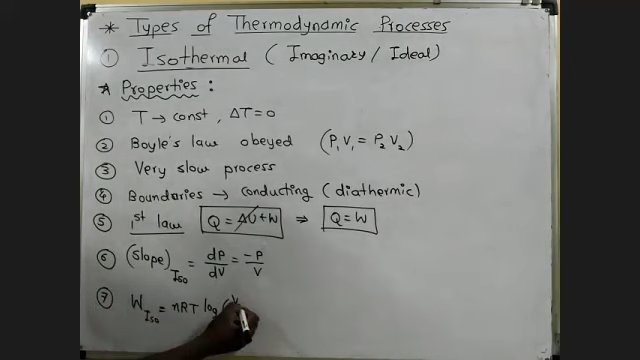 * Types of Thermodynamic Processes
① Isothermal (Imaginary / Ideal)
* Properties :
① T → const, ΔT = 0
② Boyle's law obeyed (P₁V₁ = P₂V₂)
③ Very slow process
④ Boundaries → conducting (diathermic)
⑤ 1st law Q = ΔU + W ⇒ Q = W
⑥ (Slope)Iso = dP/dV = -P/V
⑦ WIso = nRT log (V